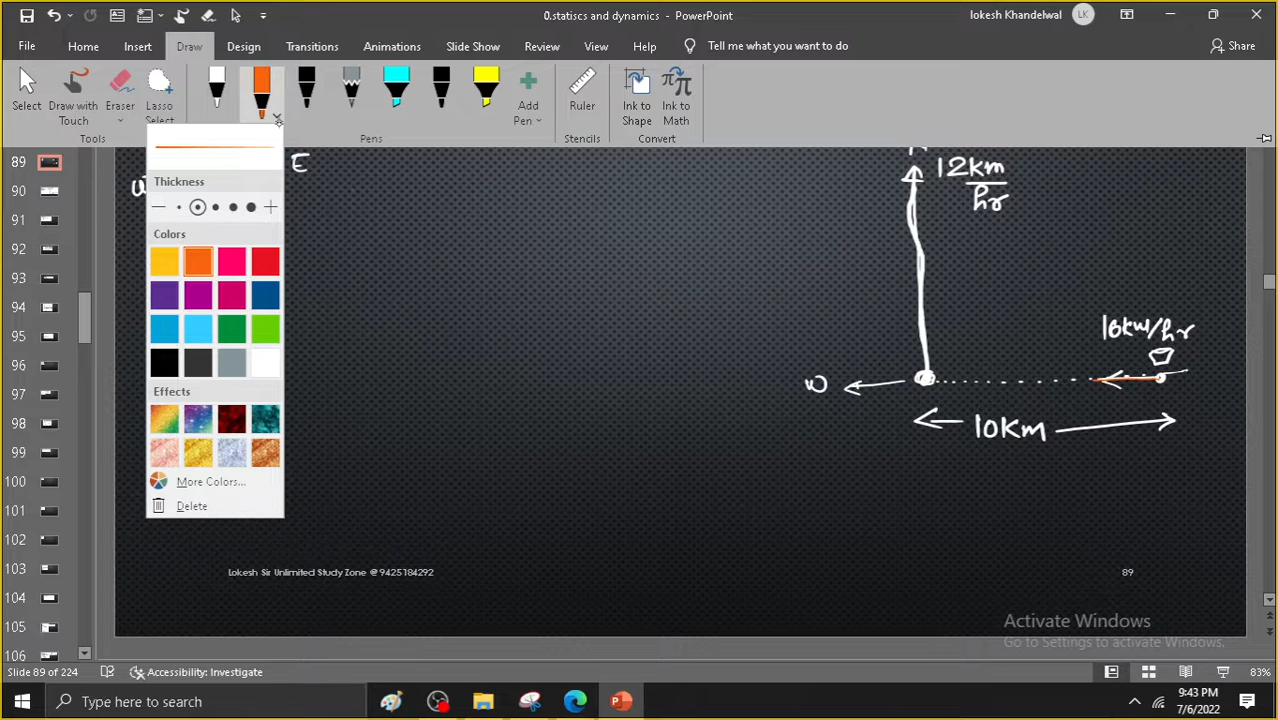 0.statiscs and dynamics - PowerPoint
lokesh Khandelwal
LK
File
Home
Insert
Draw
Design
Transitions
Animations
Slide Show
Review
View
Help
Tell me what you want to do
Share
Select
Draw with
Touch
Eraser
Lasso
Select
Add
Pen
Ruler
Ink to
Shape
Ink to
Math
Tools
Pens
Stencils
Convert
Thickness
Colors
Effects
More Colors...
Delete
89
90
91
92
93
94
95
96
97
98
99
100
101
102
103
104
105
106
E
12km
hr
16km/hr
W
10Km
Lokesh Sir Unlimited Study Zone @ 9425184292
89
Activate Windows
Go to Settings to activate Windows.
Slide 89 of 224
Accessibility: Investigate
83%
Type here to search
9:43 PM
7/6/2022